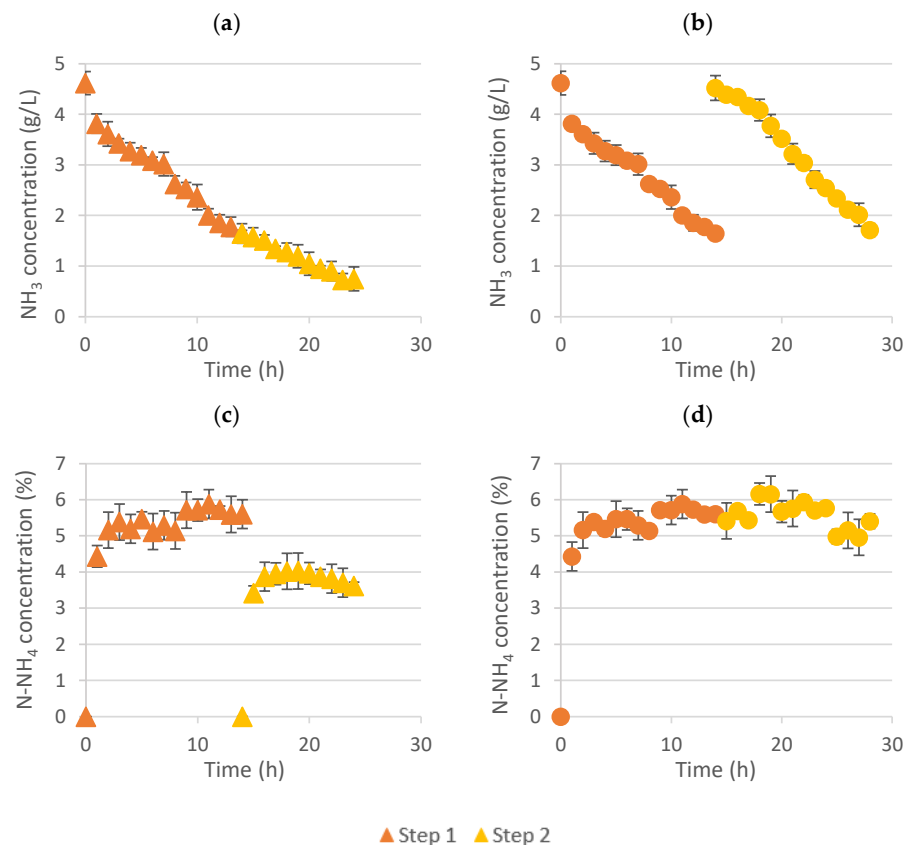 (a)
NH₃ concentration (g/L)
5
4
3
2
1
0
0 10 20 30
Time (h)
(b)
NH₃ concentration (g/L)
5
4
3
2
1
0
0 10 20 30
Time (h)
(c)
N-NH₄ concentration (%)
7
6
5
4
3
2
1
0
0 10 20 30
Time (h)
(d)
N-NH₄ concentration (%)
7
6
5
4
3
2
1
0
0 10 20 30
Time (h)
Step 1 Step 2